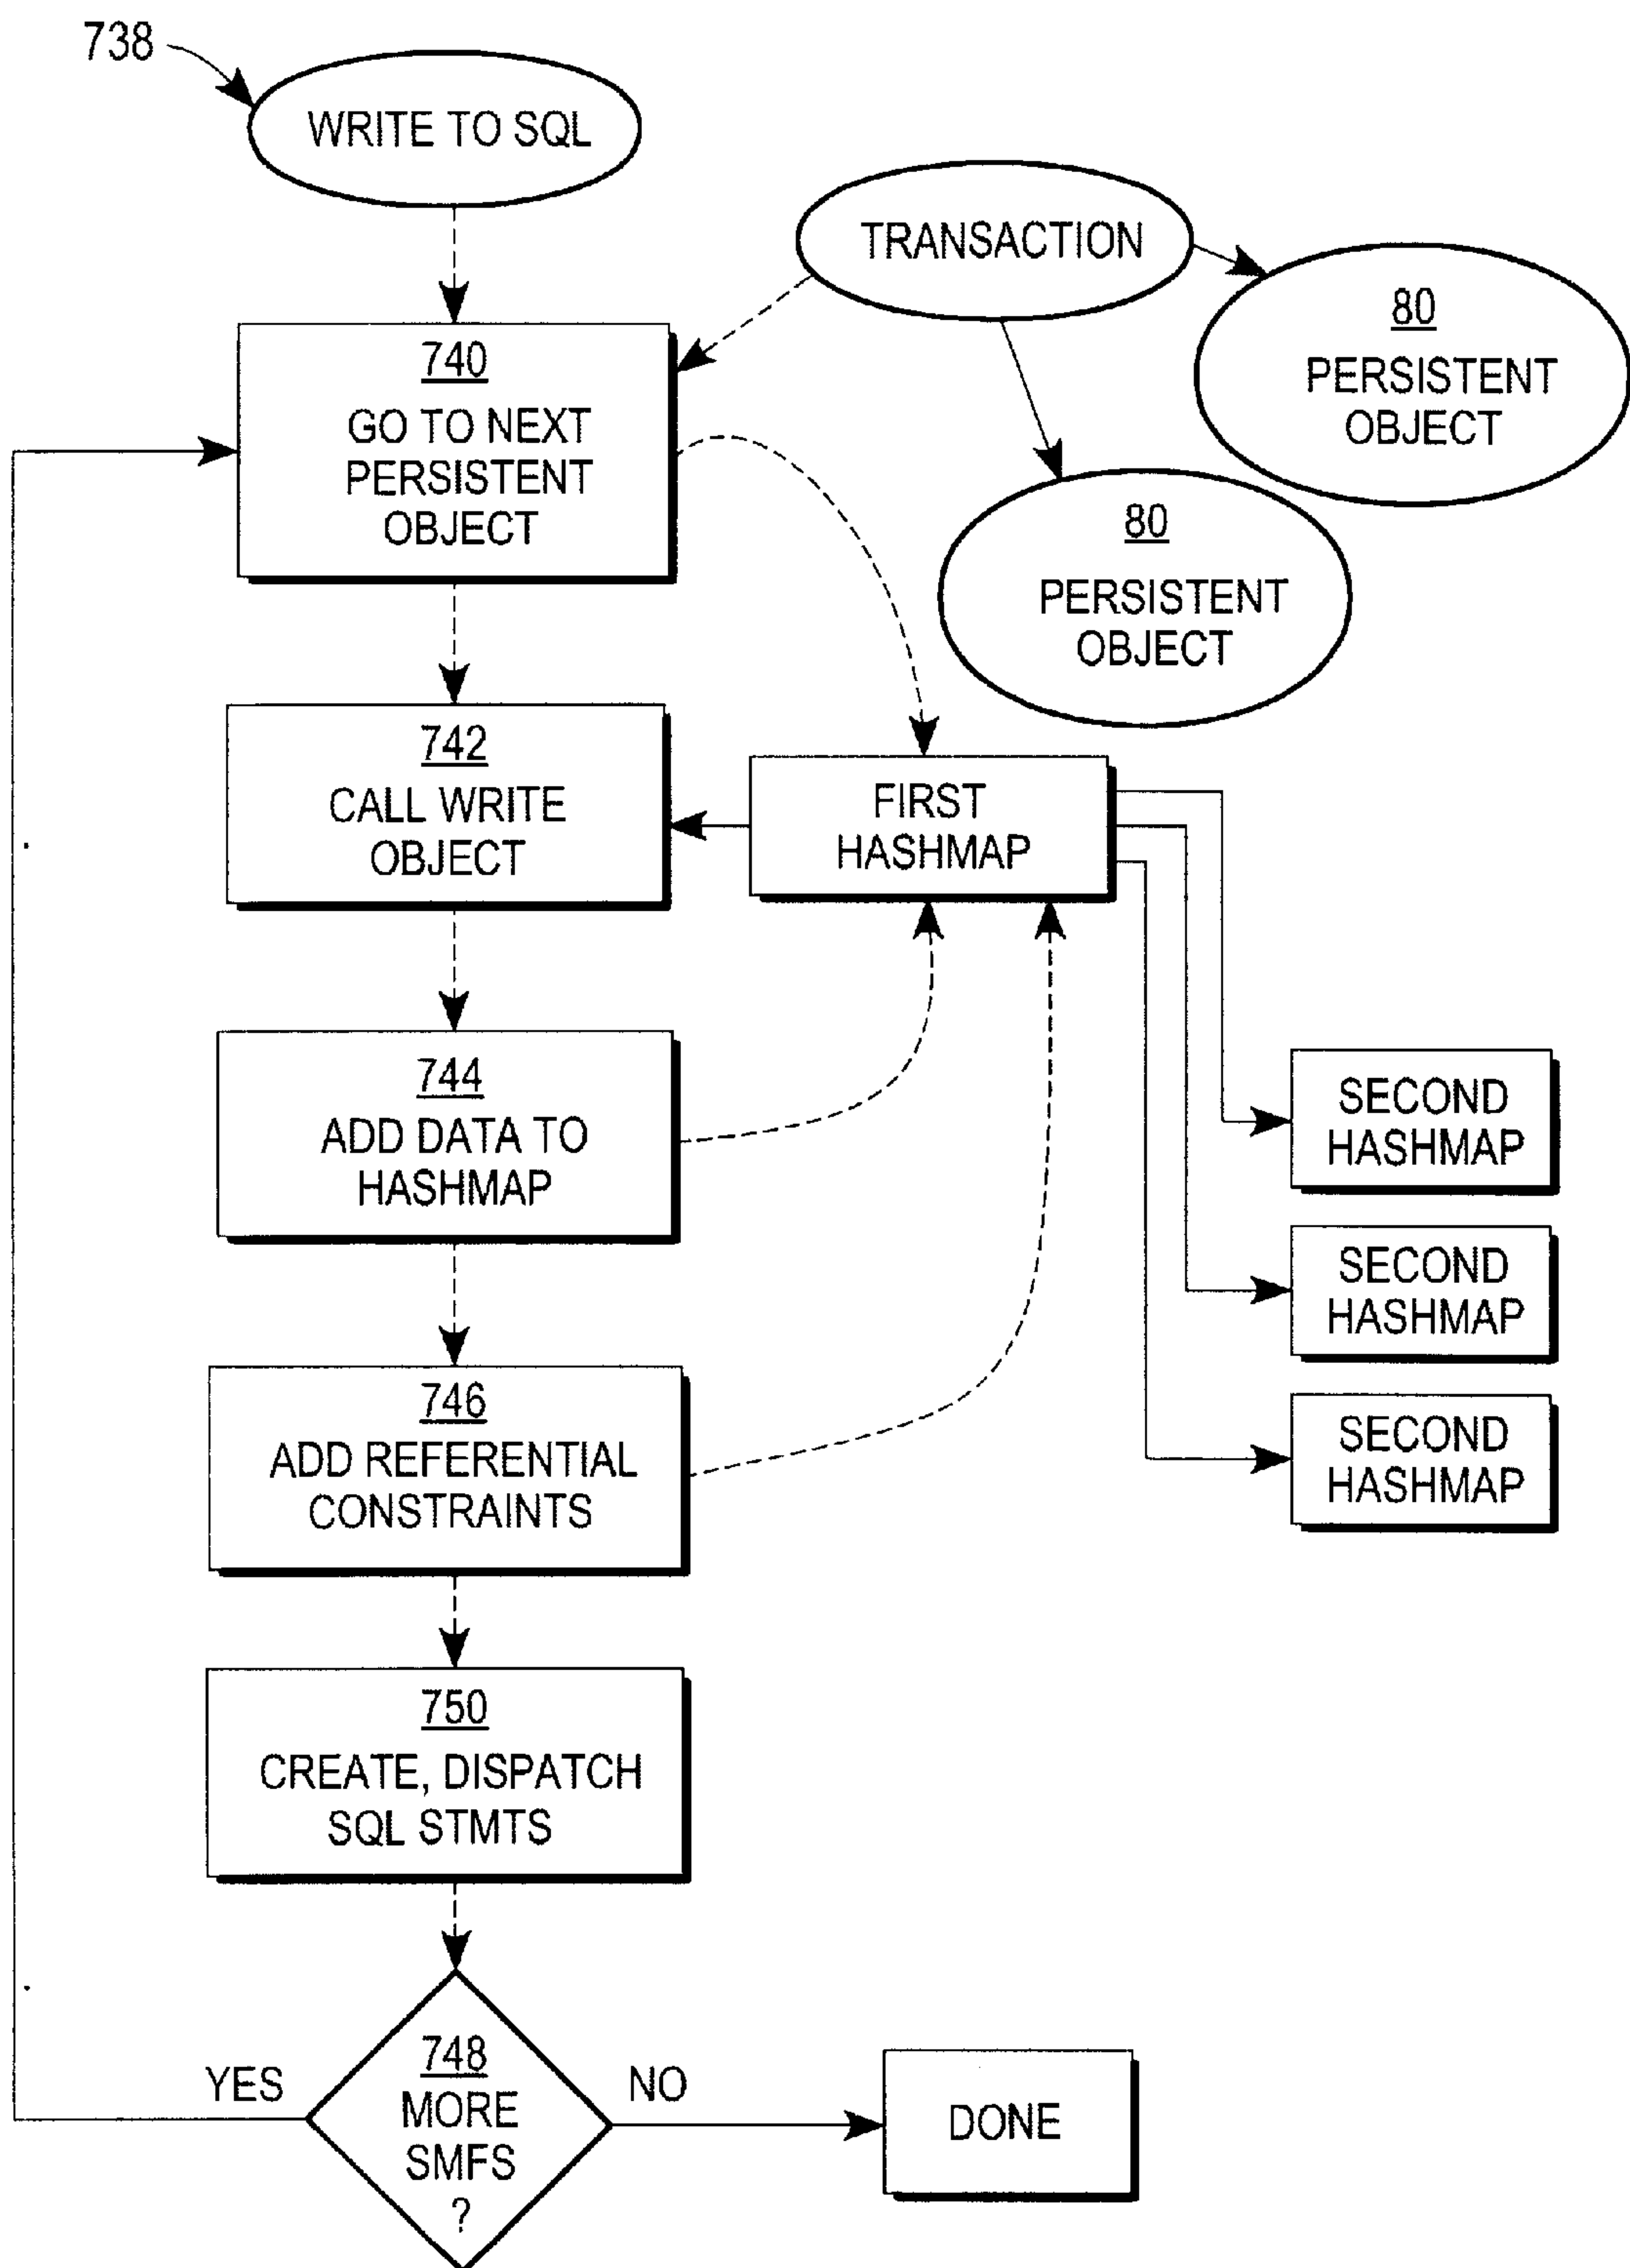 738
WRITE TO SQL
TRANSACTION
80
PERSISTENT
OBJECT
80
PERSISTENT
OBJECT
740
GO TO NEXT
PERSISTENT
OBJECT
742
CALL WRITE
OBJECT
FIRST
HASHMAP
744
ADD DATA TO
HASHMAP
SECOND
HASHMAP
SECOND
HASHMAP
SECOND
HASHMAP
746
ADD REFERENTIAL
CONSTRAINTS
750
CREATE, DISPATCH
SQL STMTS
748
MORE
SMFS
?
YES
NO
DONE